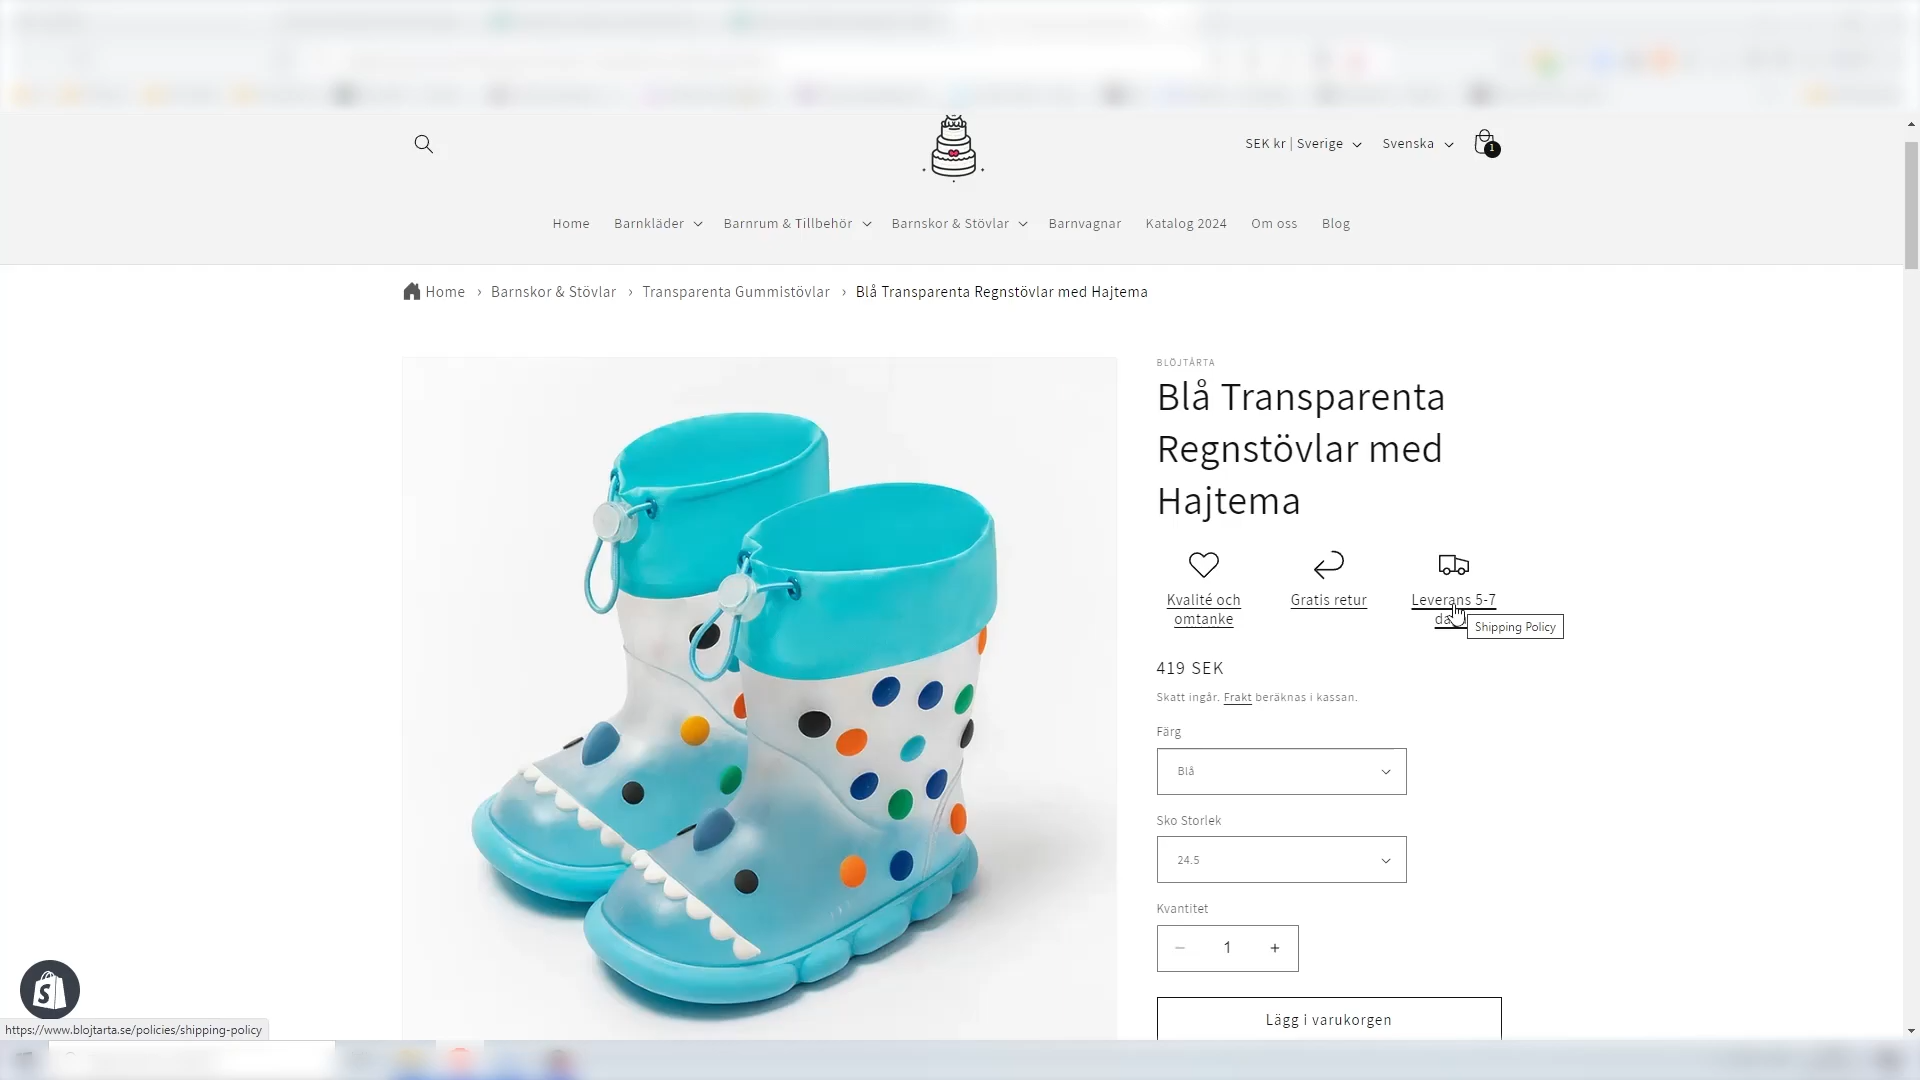 SEK kr | Sverige
Svenska
1
Home
Barnkläder
Barnrum & Tillbehör
Barnskor & Stövlar
Barnvagnar
Katalog 2024
Om oss
Blog
Home › Barnskor & Stövlar › Transparenta Gummistövlar › Blå Transparenta Regnstövlar med Hajtema
BLÖJTÅRTA
Blå Transparenta
Regnstövlar med
Hajtema
Kvalité och
omtanke
Gratis retur
Leverans 5-7
Shipping Policy
419 SEK
Skatt ingår. Frakt beräknas i kassan.
Färg
Blå
Sko Storlek
24.5
Kvantitet
− 1 +
Lägg i varukorgen
https://www.blojtarta.se/policies/shipping-policy